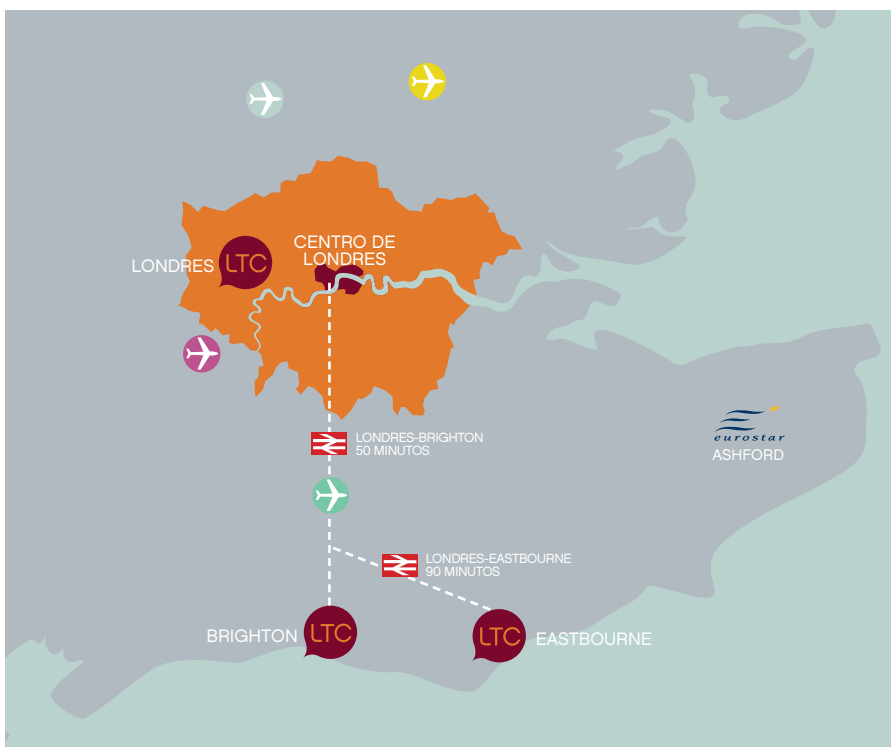 CENTRO DE
LONDRES
LONDRES
LTC
LONDRES-BRIGHTON
50 MINUTOS
eurostar
ASHFORD
LONDRES-EASTBOURNE
90 MINUTOS
BRIGHTON
LTC
LTC
EASTBOURNE